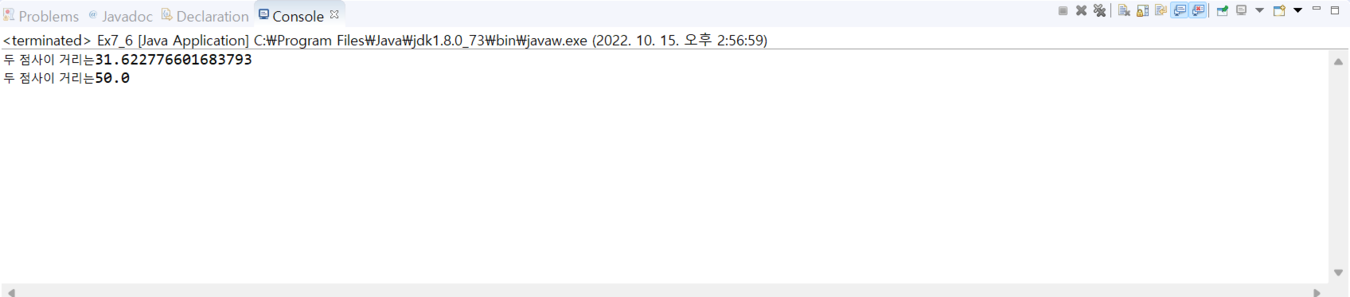 Problems @ Javadoc Declaration Console
<terminated> Ex7_6 [Java Application] C:₩Program Files₩Java₩jdk1.8.0_73₩bin₩javaw.exe (2022. 10. 15. 오후 2:56:59)
두 점사이 거리는31.622776601683793
두 점사이 거리는50.0